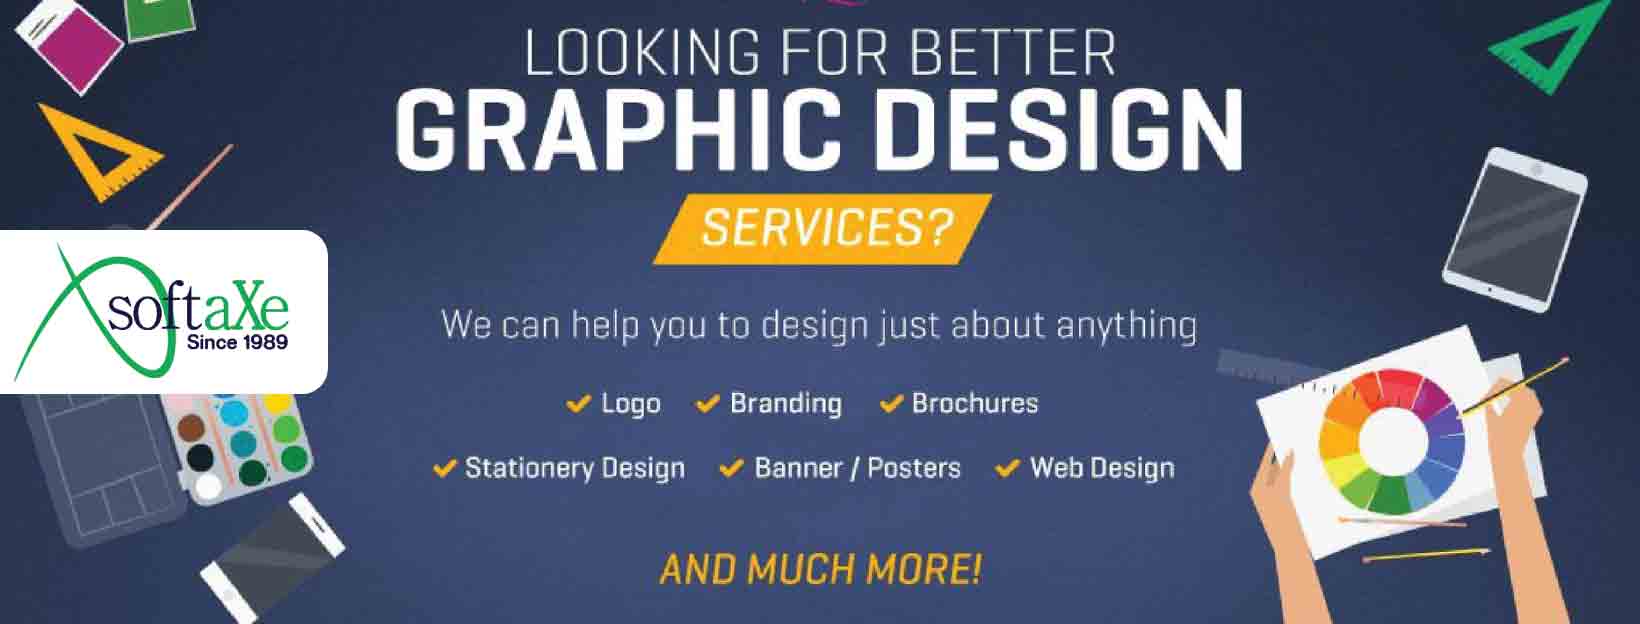 LOOKING FOR BETTER
GRAPHIC DESIGN
SERVICES?
softaXe
Since 1989
We can help you to design just about anything
Logo Branding Brochures
Stationery Design Banner / Posters Web Design
AND MUCH MORE!